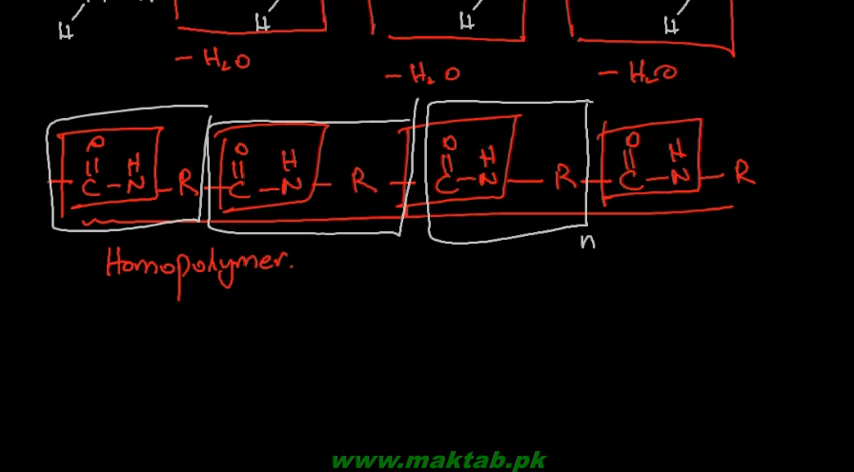 H H H H
- H₂O - H₂O - H₂O
O O O O
|| H || H || H || H
- C - N - R - C - N - R - C - N - R - C - N - R
n
Homopolymer.
www.maktab.pk